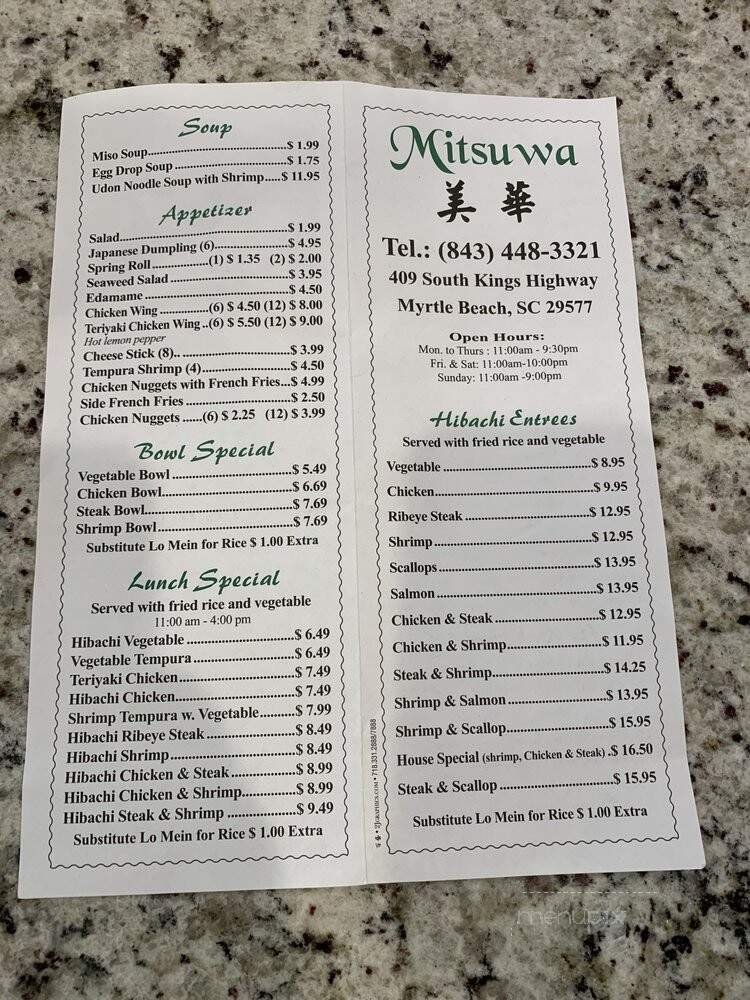 Soup
Miso Soup..............................$ 1.99
Egg Drop Soup..............................$ 1.75
Udon Noodle Soup with Shrimp.....$ 11.95
Appetizer
Salad..............................$ 1.99
Japanese Dumpling (6)....................$ 4.95
Spring Roll...............(1) $ 1.35 (2) $ 2.00
Seaweed Salad..............................$ 3.95
Edamame..............................$ 4.50
Chicken Wing.............(6) $ 4.50 (12) $ 8.00
Teriyaki Chicken Wing..(6) $ 5.50 (12) $ 9.00
Hot lemon pepper
Cheese Stick (8)..............................$ 3.99
Tempura Shrimp (4)....................$ 4.50
Chicken Nuggets with French Fries...$ 4.99
Side French Fries..............................$ 2.50
Chicken Nuggets......(6) $ 2.25 (12) $ 3.99
Bowl Special
Vegetable Bowl..............................$ 5.49
Chicken Bowl..............................$ 6.69
Steak Bowl..............................$ 7.69
Shrimp Bowl..............................$ 7.69
Substitute Lo Mein for Rice $ 1.00 Extra
Lunch Special
Served with fried rice and vegetable
11:00 am - 4:00 pm
Hibachi Vegetable..............................$ 6.49
Vegetable Tempura.........................$ 6.49
Teriyaki Chicken..............................$ 7.49
Hibachi Chicken..............................$ 7.49
Shrimp Tempura w. Vegetable.........$ 7.99
Hibachi Ribeye Steak....................$ 8.49
Hibachi Shrimp..............................$ 8.49
Hibachi Chicken & Steak...............$ 8.99
Hibachi Chicken & Shrimp.............$ 8.99
Hibachi Steak & Shrimp.................$ 9.49
Substitute Lo Mein for Rice $ 1.00 Extra
Mitsuwa
美 華
Tel.: (843) 448-3321
409 South Kings Highway
Myrtle Beach, SC 29577
Open Hours:
Mon. to Thurs : 11:00am - 9:30pm
Fri. & Sat: 11:00am-10:00pm
Sunday: 11:00am -9:00pm
Hibachi Entrees
Served with fried rice and vegetable
Vegetable..............................$ 8.95
Chicken..............................$ 9.95
Ribeye Steak..............................$ 12.95
Shrimp..............................$ 12.95
Scallops..............................$ 13.95
Salmon..............................$ 13.95
Chicken & Steak.........................$ 12.95
Chicken & Shrimp.......................$ 11.95
Steak & Shrimp.........................$ 14.25
Shrimp & Salmon.......................$ 13.95
Shrimp & Scallop.......................$ 15.95
House Special (shrimp, Chicken & Steak) .$ 16.50
Steak & Scallop.........................$ 15.95
Substitute Lo Mein for Rice $ 1.00 Extra
718.331.2888/7888
menupix